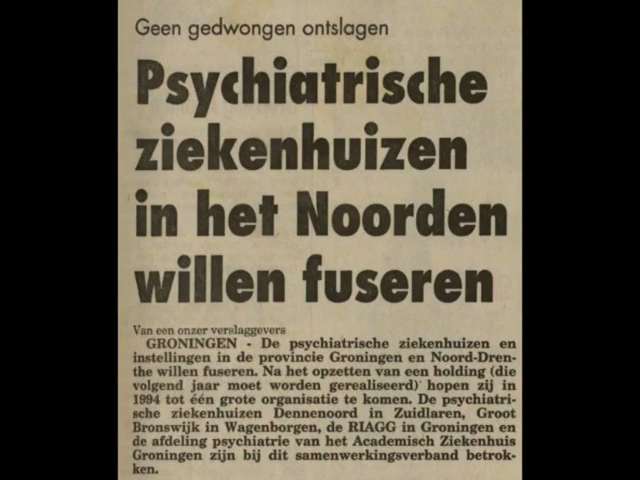 Geen gedwongen ontslagen
Psychiatrische
ziekenhuizen
in het Noorden
willen fuseren
Van een onzer verslaggevers
GRONINGEN - De psychiatrische ziekenhuizen en
instellingen in de provincie Groningen en Noord-Dren-
the willen fuseren. Na het opzetten van een holding (die
volgend jaar moet worden gerealiseerd) hopen zij in
1994 tot één grote organisatie te komen. De psychiatri-
sche ziekenhuizen Dennenoord in Zuidlaren, Groot
Bronswijk in Wagenborgen, de RIAGG in Groningen en
de afdeling psychiatrie van het Academisch Ziekenhuis
Groningen zijn bij dit samenwerkingsverband betrok-
ken.